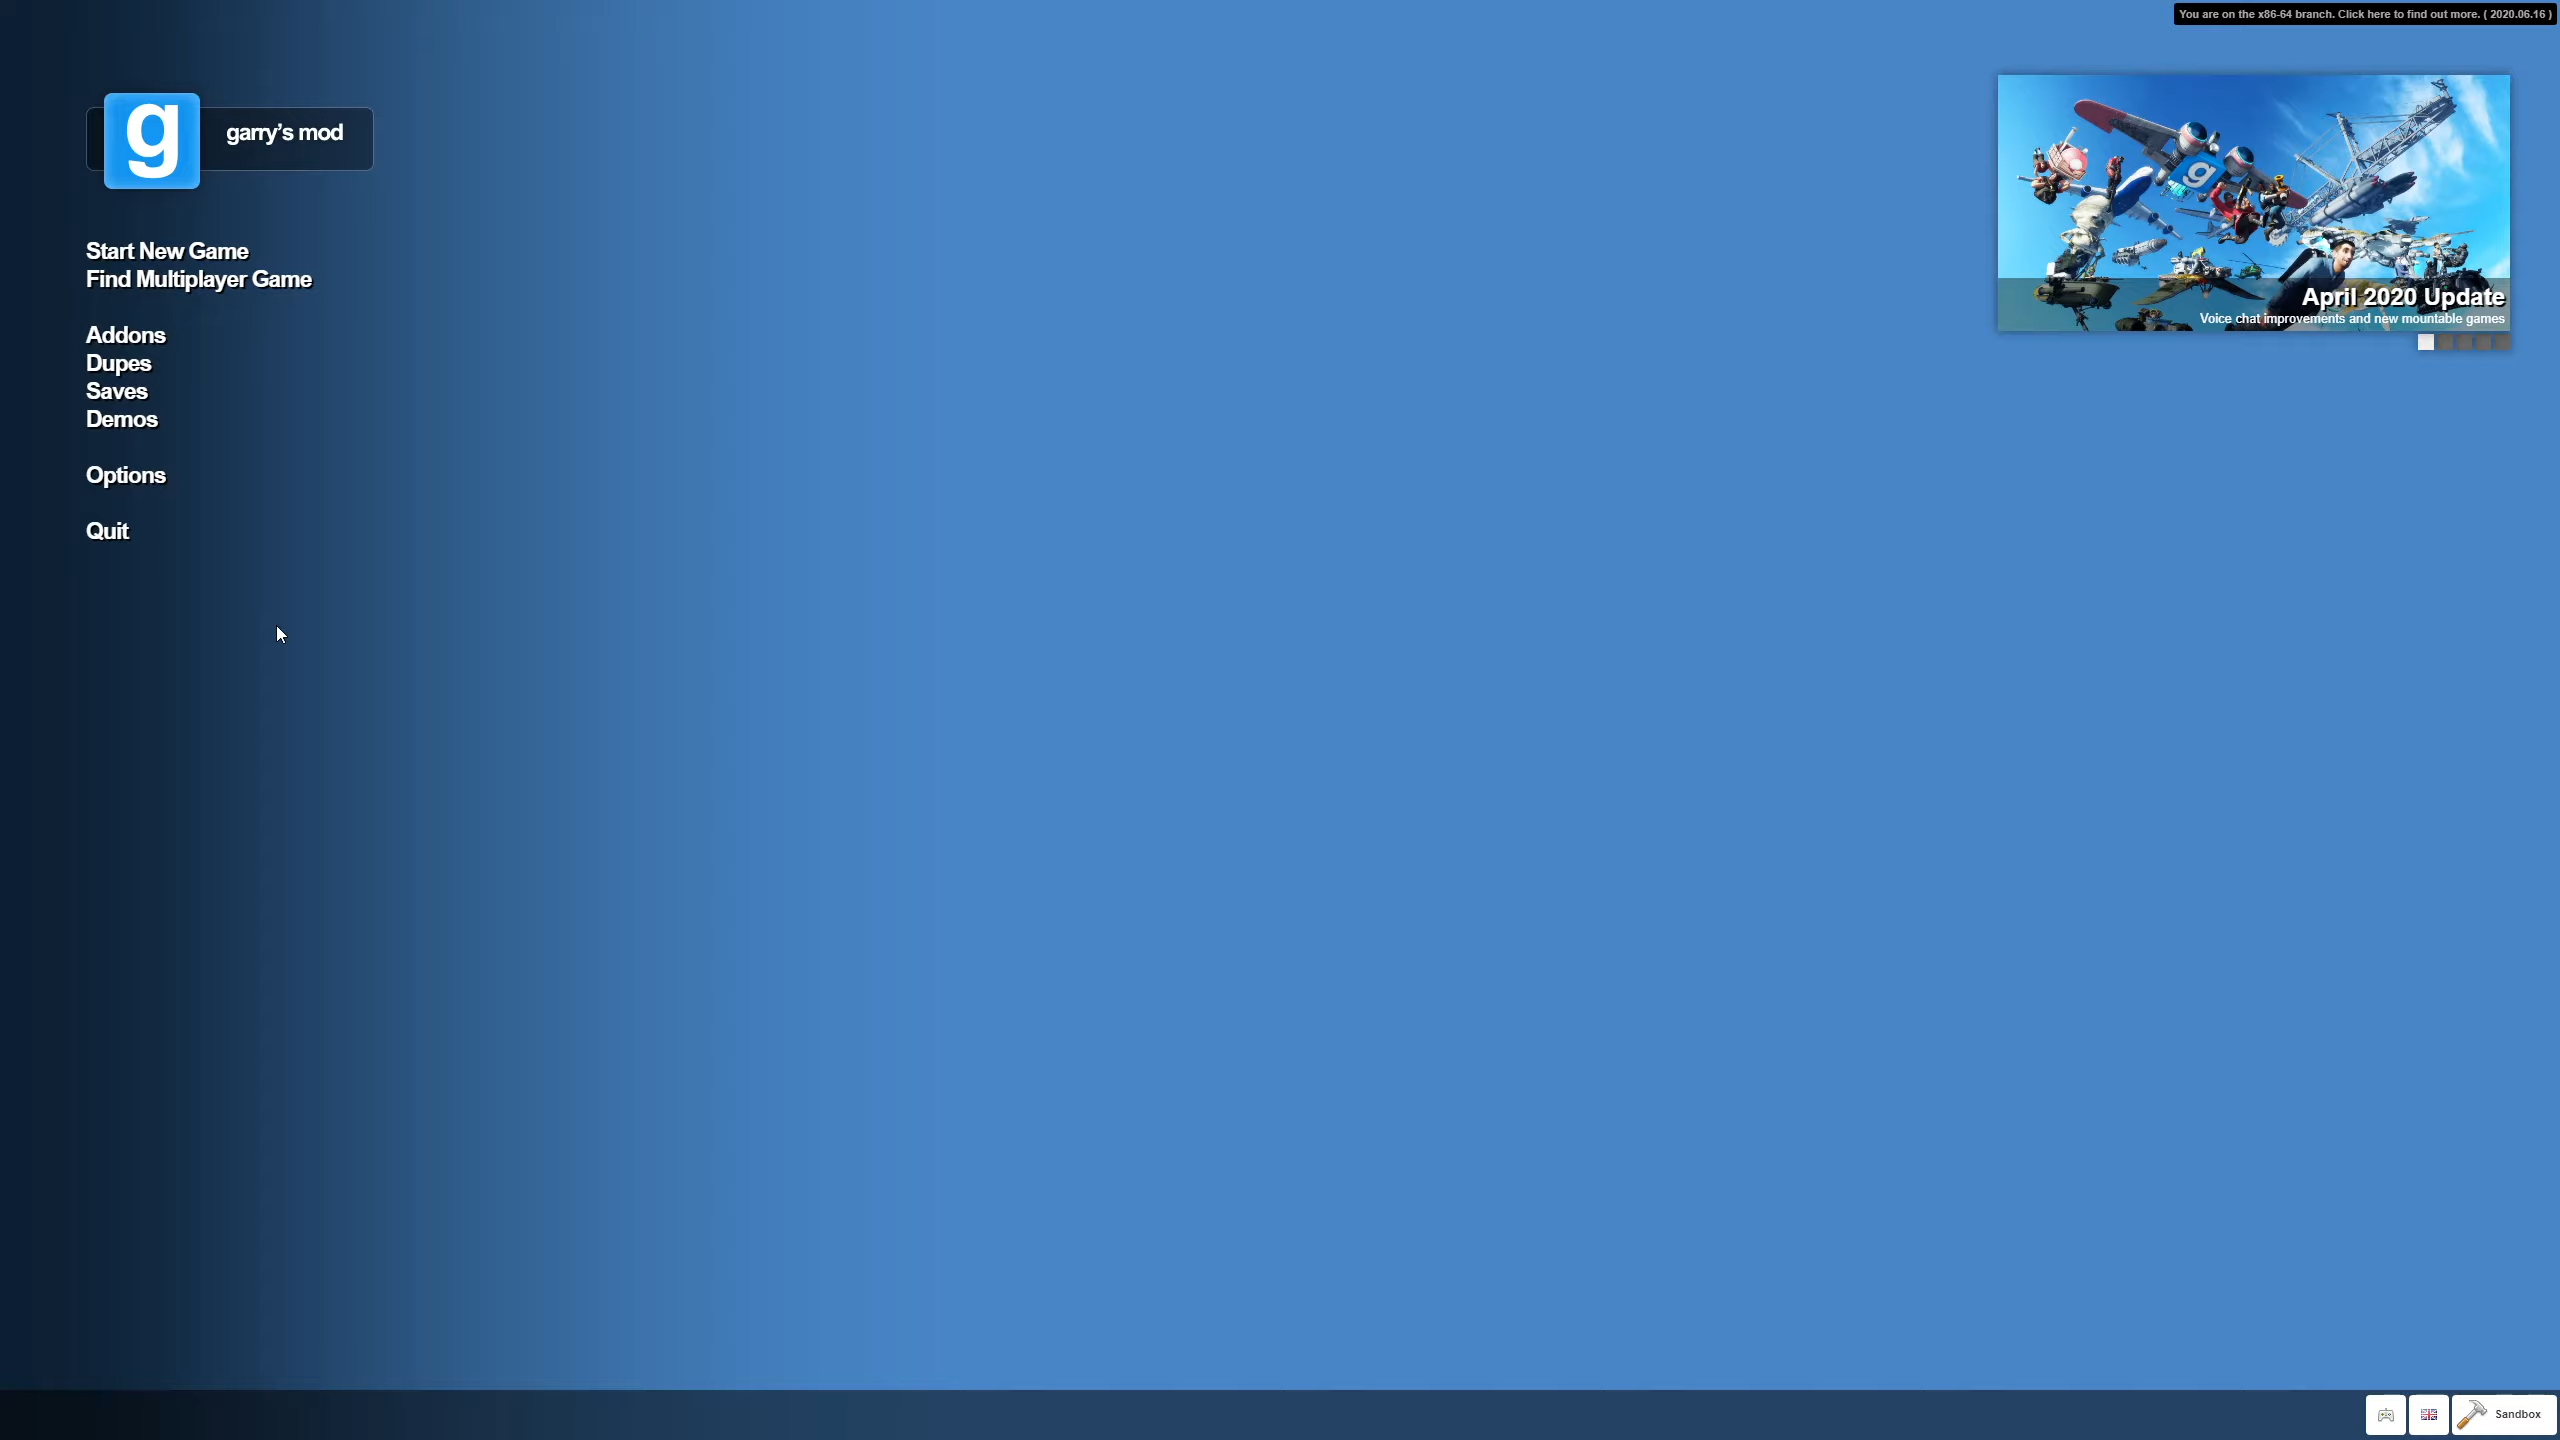 You are on the x86-64 branch. Click here to find out more. ( 2020.06.16 )
g
garry's mod
Start New Game
Find Multiplayer Game
Addons
Dupes
Saves
Demos
Options
Quit
g
April 2020 Update
Voice chat improvements and new mountable games
Sandbox